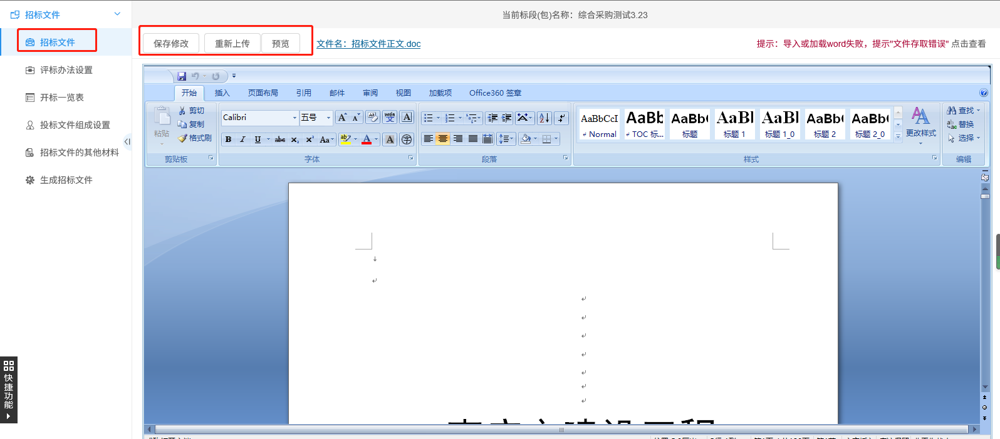 招标文件
当前标段(包)名称：综合采购测试3.23
招标文件
保存修改
重新上传
预览
文件名：招标文件正文.doc
提示：导入或加载word失败，提示"文件存取错误" 点击查看
评标办法设置
开标一览表
投标文件组成设置
招标文件的其他材料
生成招标文件
快捷功能
开始 插入 页面布局 引用 邮件 审阅 视图 加载项 Office360 签章
粘贴
剪切
复制
格式刷
剪贴板
Calibri 五号
字体
段落
AaBbCcI AaBb AaBb( AaBl AaBl AaBb( AaBb(
Normal TOC 标... 标题 标题 1 标题 1_0 标题 2 标题 2_0
更改样式
样式
查找
替换
选择
编辑